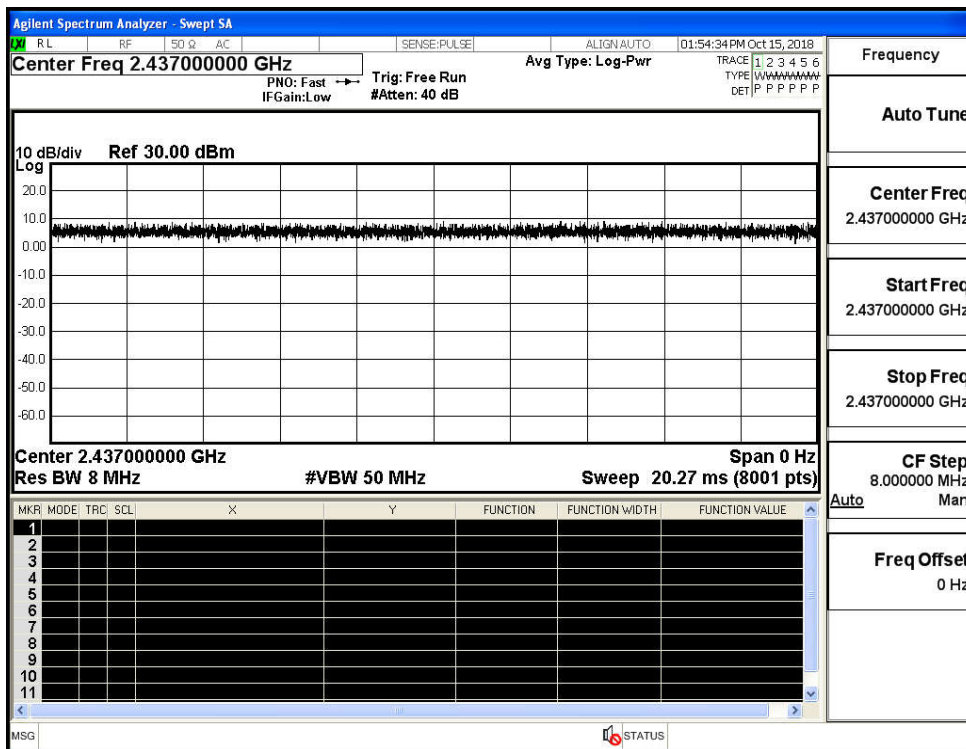 Agilent Spectrum Analyzer - Swept SA
LXI RL RF 50 Ω AC SENSE:PULSE ALIGN AUTO 01:54:34 PM Oct 15, 2018
Center Freq 2.437000000 GHz
PNO: Fast
IFGain:Low
Trig: Free Run
#Atten: 40 dB
Avg Type: Log-Pwr
TRACE 1 2 3 4 5 6
TYPE
DET P P P P P P
10 dB/div Ref 30.00 dBm
Log
20.0
10.0
0.00
-10.0
-20.0
-30.0
-40.0
-50.0
-60.0
Center 2.437000000 GHz Span 0 Hz
Res BW 8 MHz #VBW 50 MHz Sweep 20.27 ms (8001 pts)
MKR MODE TRC SCL X Y FUNCTION FUNCTION WIDTH FUNCTION VALUE
1
2
3
4
5
6
7
8
9
10
11
MSG STATUS
Frequency
Auto Tune
Center Freq
2.437000000 GHz
Start Freq
2.437000000 GHz
Stop Freq
2.437000000 GHz
CF Step
8.000000 MHz
Auto Man
Freq Offset
0 Hz